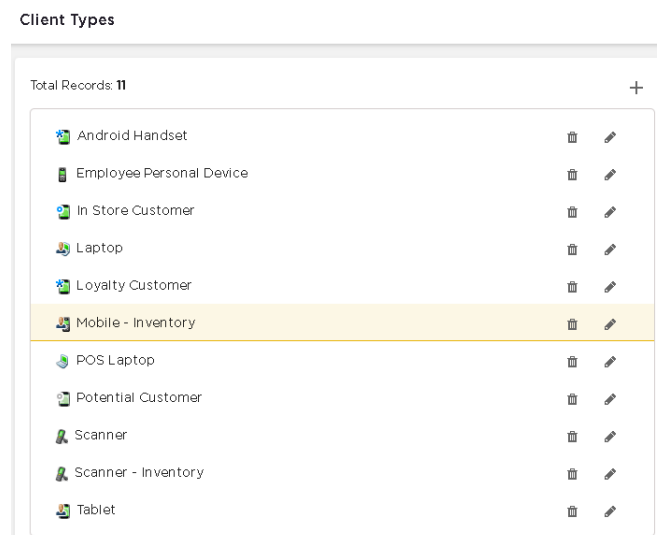 Client Types
Total Records: 11
Android Handset
Employee Personal Device
In Store Customer
Laptop
Loyalty Customer
Mobile - Inventory
POS Laptop
Potential Customer
Scanner
Scanner - Inventory
Tablet